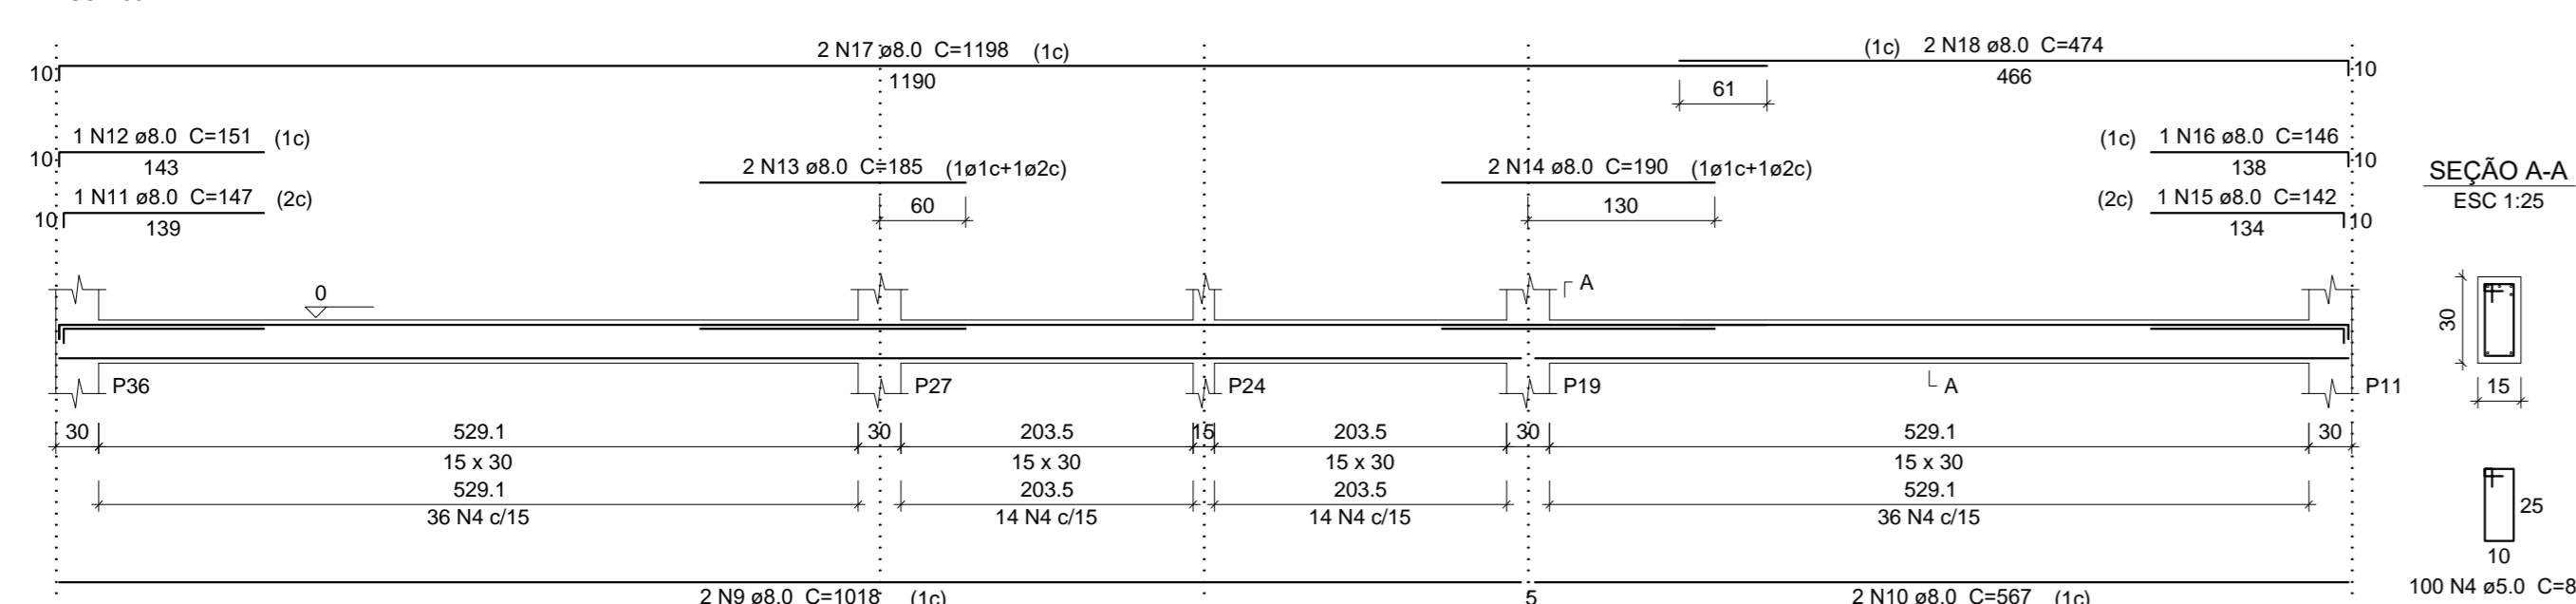 2 N17 ø8.0 C=1198 (1c)
(1c) 2 N18 ø8.0 C=474
10
1190
466
10
61
1 N12 ø8.0 C=151 (1c)
(1c) 1 N16 ø8.0 C=146
10
143
2 N13 ø8.0 C=185 (1ø1c+1ø2c)
2 N14 ø8.0 C=190 (1ø1c+1ø2c)
138
10
SEÇÃO A-A
ESC 1:25
1 N11 ø8.0 C=147 (2c)
60
130
(2c) 1 N15 ø8.0 C=142
10
139
134
10
0
A
30
P36
P27
P24
P19
A
P11
15
30
529.1
30
203.5
15
203.5
30
529.1
30
15 x 30
15 x 30
15 x 30
15 x 30
529.1
203.5
203.5
529.1
36 N4 c/15
14 N4 c/15
14 N4 c/15
36 N4 c/15
25
10
2 N9 ø8.0 C=1018 (1c)
5
2 N10 ø8.0 C=567 (1c)
100 N4 ø5.0 C=8